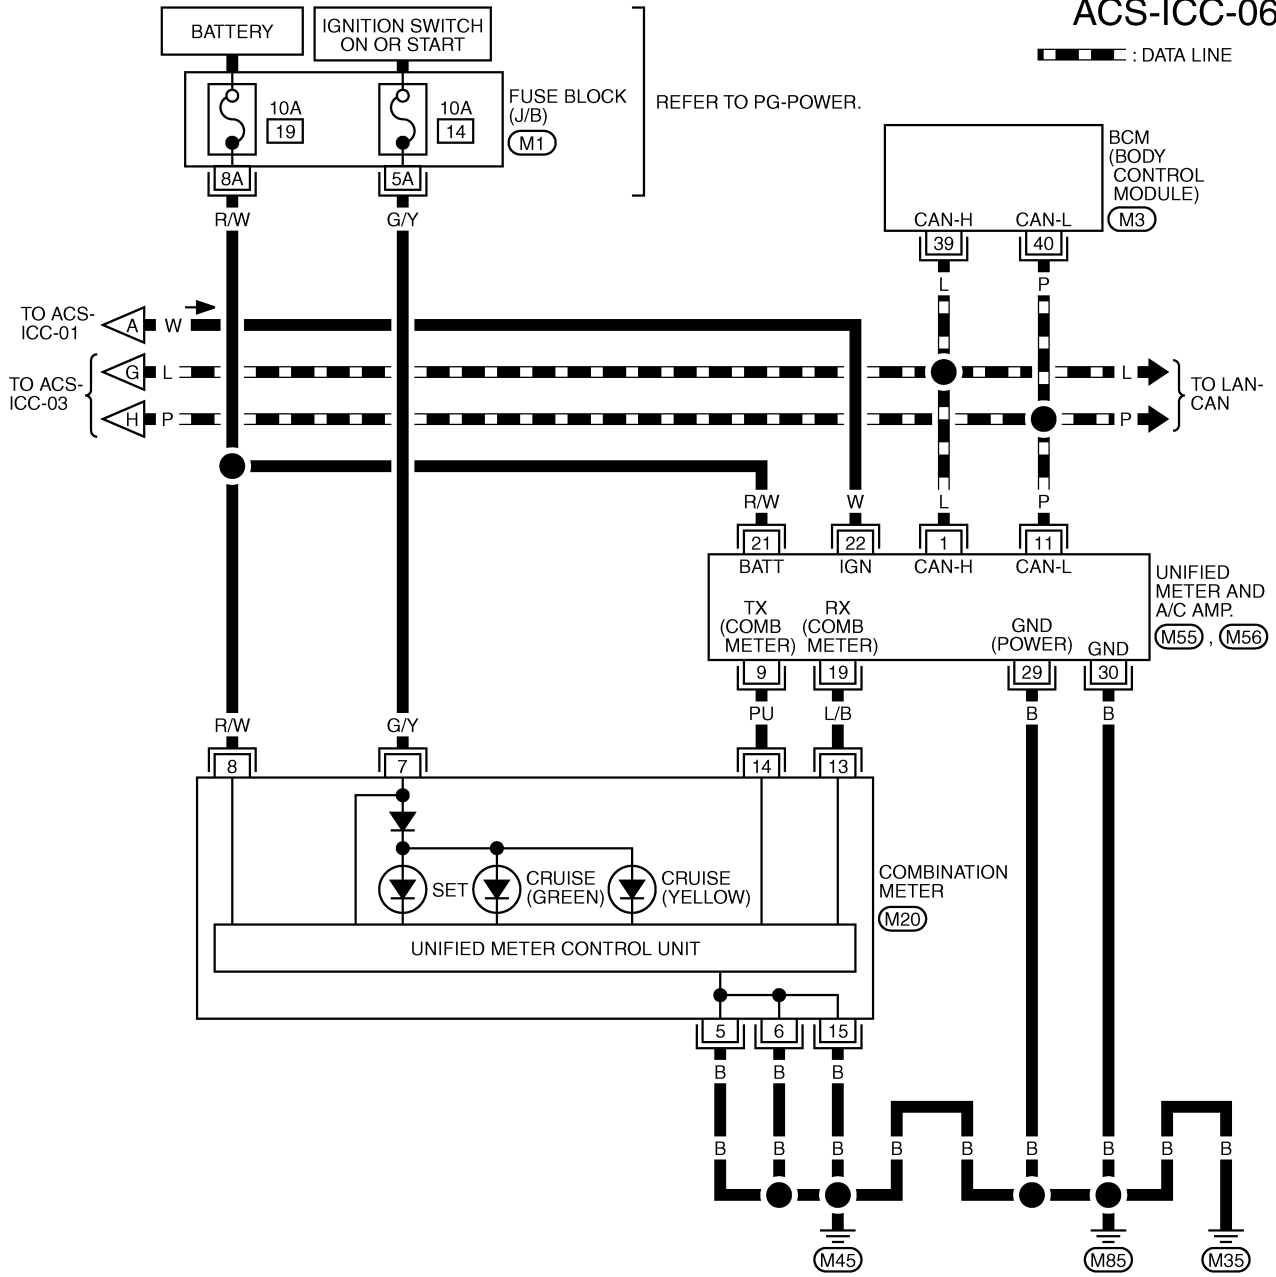 ACS-ICC-06
: DATA LINE
BATTERY
IGNITION SWITCH
ON OR START
10A
19
10A
14
FUSE BLOCK
(J/B)
M1
REFER TO PG-POWER.
8A
5A
R/W
G/Y
BCM
(BODY
CONTROL
MODULE)
M3
CAN-H
CAN-L
39
40
L
P
TO ACS-
ICC-01
A
W
TO ACS-
ICC-03
G
L
H
P
L
P
TO LAN-
CAN
R/W
W
L
P
21
22
1
11
BATT
IGN
CAN-H
CAN-L
TX
(COMB
METER)
RX
(COMB
METER)
GND
(POWER)
GND
UNIFIED
METER AND
A/C AMP.
M55 , M56
9
19
29
30
PU
L/B
B
B
R/W
G/Y
8
7
14
13
SET
CRUISE
(GREEN)
CRUISE
(YELLOW)
COMBINATION
METER
M20
UNIFIED METER CONTROL UNIT
5
6
15
B
B
B
B
B
B
B
B
B
B
B
B
M45
M85
M35